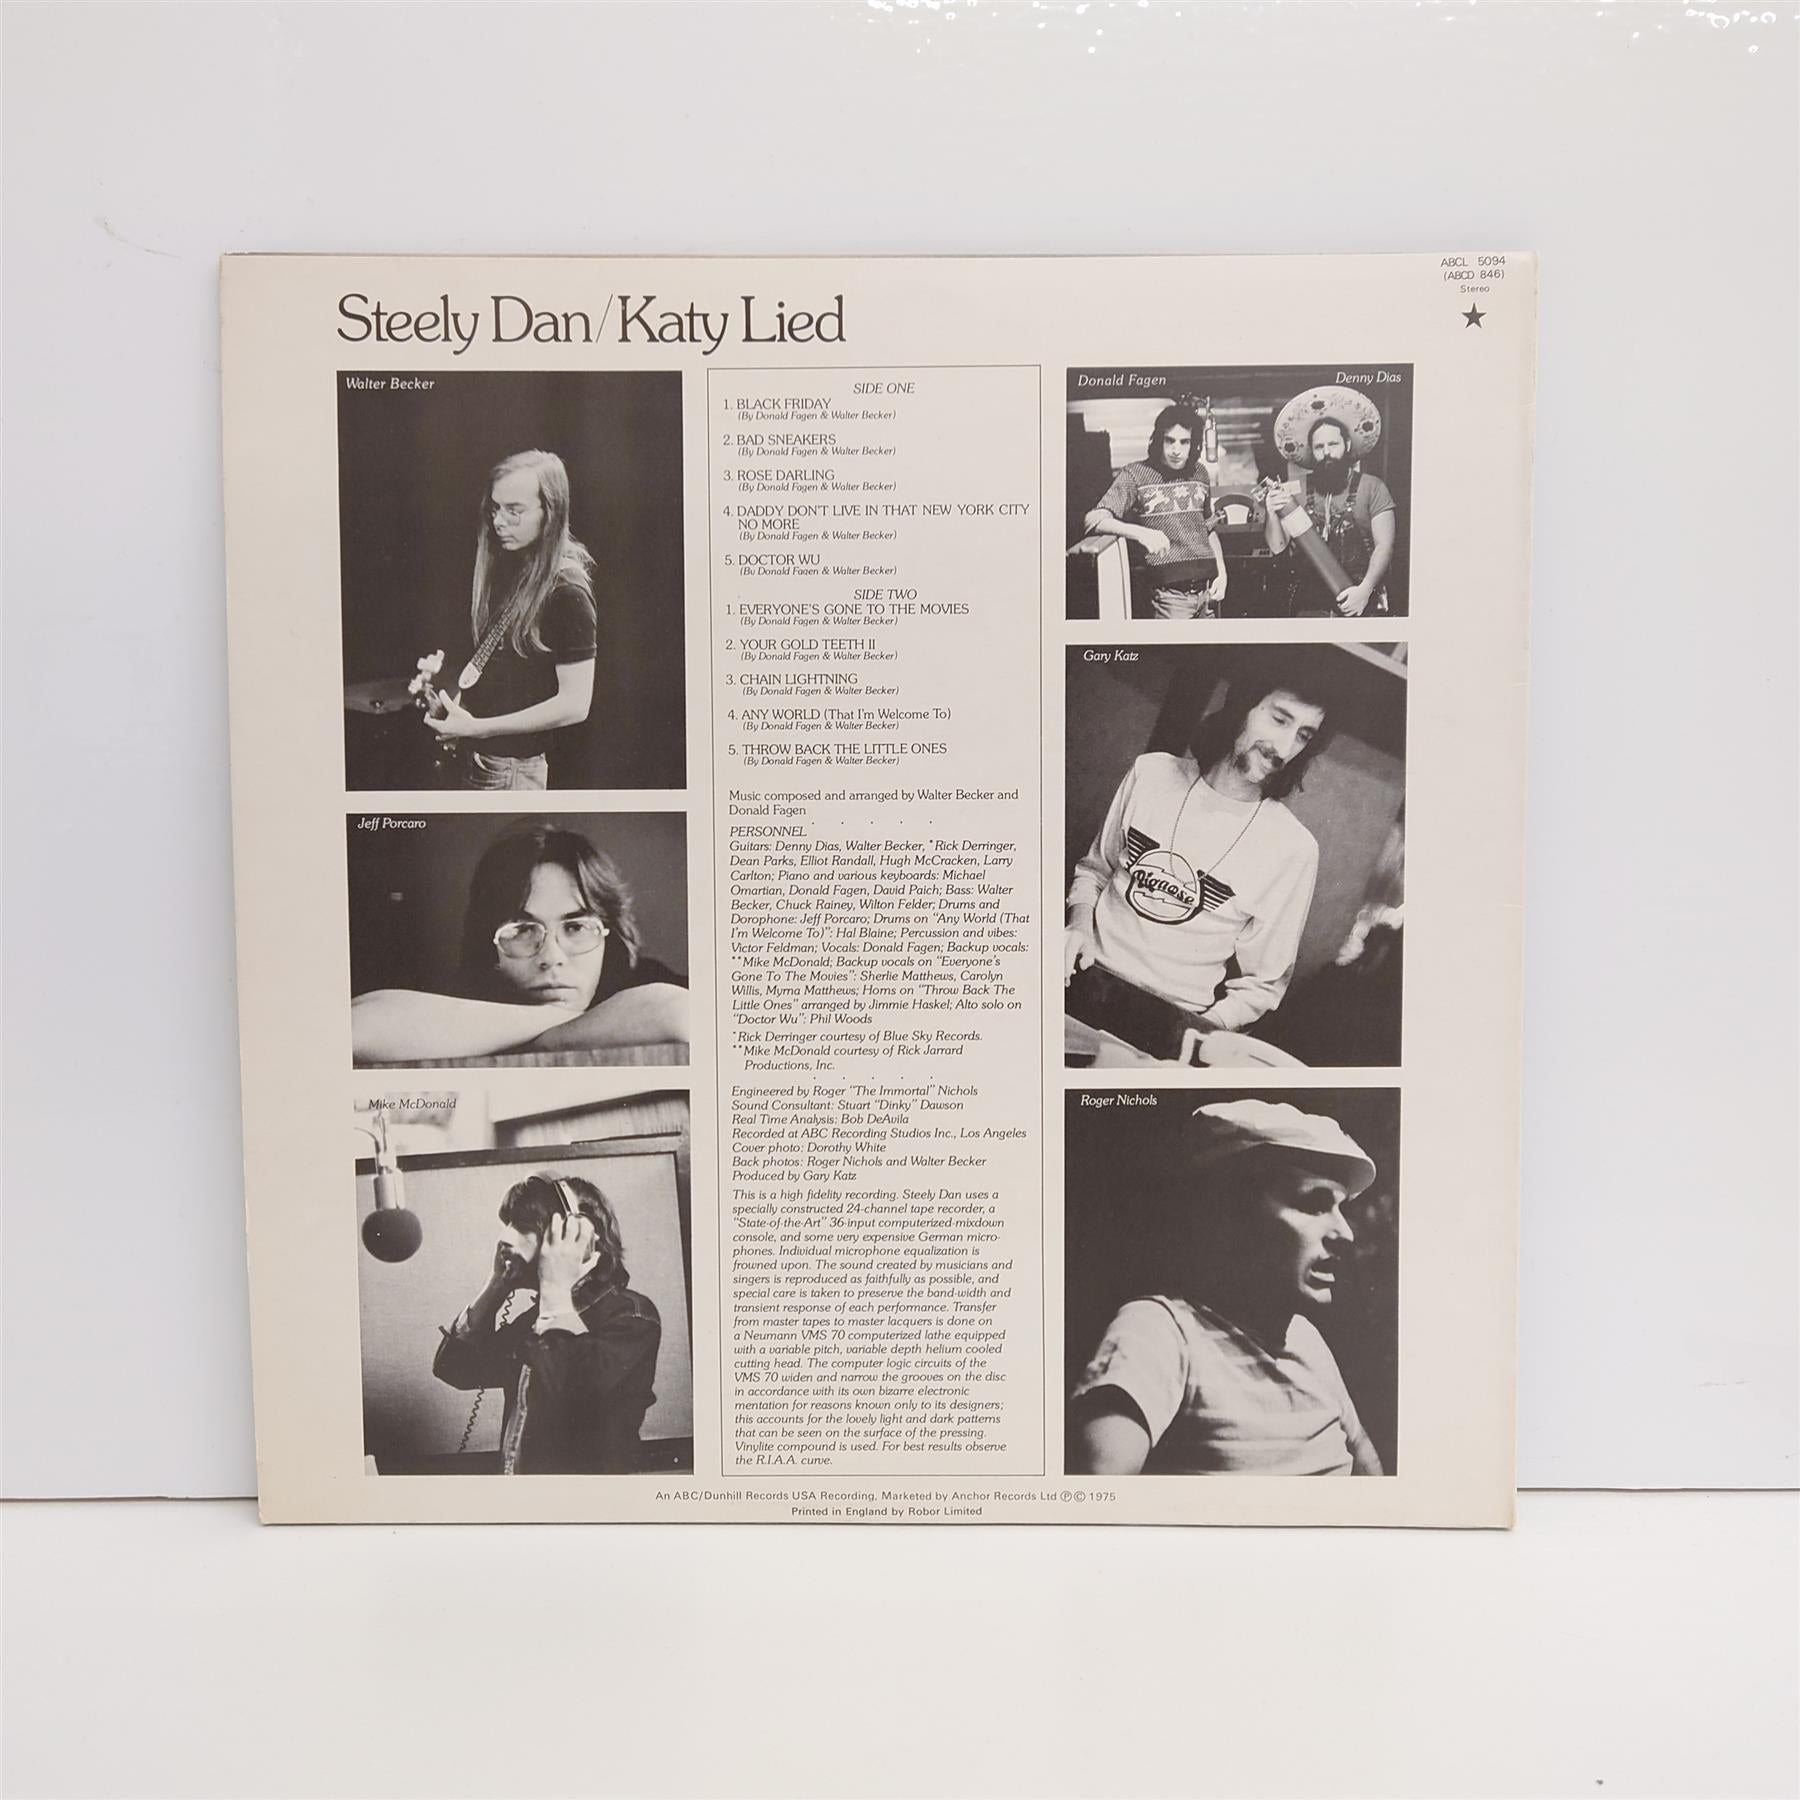 ABCL 5094
(ABCD 846)
Stereo
Steely Dan/Katy Lied
Walter Becker
Jeff Porcaro
Mike McDonald
SIDE ONE
1. BLACK FRIDAY
(By Donald Fagen & Walter Becker)
2. BAD SNEAKERS
(By Donald Fagen & Walter Becker)
3. ROSE DARLING
(By Donald Fagen & Walter Becker)
4. DADDY DON'T LIVE IN THAT NEW YORK CITY
NO MORE
(By Donald Fagen & Walter Becker)
5. DOCTOR WU
(By Donald Fagen & Walter Becker)
SIDE TWO
1. EVERYONE'S GONE TO THE MOVIES
(By Donald Fagen & Walter Becker)
2. YOUR GOLD TEETH II
(By Donald Fagen & Walter Becker)
3. CHAIN LIGHTNING
(By Donald Fagen & Walter Becker)
4. ANY WORLD (That I'm Welcome To)
(By Donald Fagen & Walter Becker)
5. THROW BACK THE LITTLE ONES
(By Donald Fagen & Walter Becker)
Music composed and arranged by Walter Becker and
Donald Fagen
. . . . .
PERSONNEL
Guitars: Denny Dias, Walter Becker, *Rick Derringer,
Dean Parks, Elliot Randall, Hugh McCracken, Larry
Carlton; Piano and various keyboards: Michael
Omartian, Donald Fagen, David Paich; Bass: Walter
Becker, Chuck Rainey, Wilton Felder; Drums and
Dorophone: Jeff Porcaro; Drums on "Any World (That
I'm Welcome To)": Hal Blaine; Percussion and vibes:
Victor Feldman; Vocals: Donald Fagen; Backup vocals:
**Mike McDonald; Backup vocals on "Everyone's
Gone To The Movies": Sherlie Matthews, Carolyn
Willis, Myrna Matthews; Horns on "Throw Back The
Little Ones" arranged by Jimmie Haskel; Alto solo on
"Doctor Wu": Phil Woods
*Rick Derringer courtesy of Blue Sky Records.
**Mike McDonald courtesy of Rick Jarrard
Productions, Inc.
. . . . .
Engineered by Roger "The Immortal" Nichols
Sound Consultant: Stuart "Dinky" Dawson
Real Time Analysis: Bob DeAvila
Recorded at ABC Recording Studios Inc., Los Angeles
Cover photo: Dorothy White
Back photos: Roger Nichols and Walter Becker
Produced by Gary Katz
This is a high fidelity recording. Steely Dan uses a
specially constructed 24-channel tape recorder, a
"State-of-the-Art" 36-input computerized-mixdown
console, and some very expensive German micro-
phones. Individual microphone equalization is
frowned upon. The sound created by musicians and
singers is reproduced as faithfully as possible, and
special care is taken to preserve the band-width and
transient response of each performance. Transfer
from master tapes to master lacquers is done on
a Neumann VMS 70 computerized lathe equipped
with a variable pitch, variable depth helium cooled
cutting head. The computer logic circuits of the
VMS 70 widen and narrow the grooves on the disc
in accordance with its own bizarre electronic
mentation for reasons known only to its designers;
this accounts for the lovely light and dark patterns
that can be seen on the surface of the pressing.
Vinylite compound is used. For best results observe
the R.I.A.A. curve.
Donald Fagen
Denny Dias
Gary Katz
Roger Nichols
An ABC/Dunhill Records USA Recording, Marketed by Anchor Records Ltd ℗ © 1975
Printed in England by Robor Limited